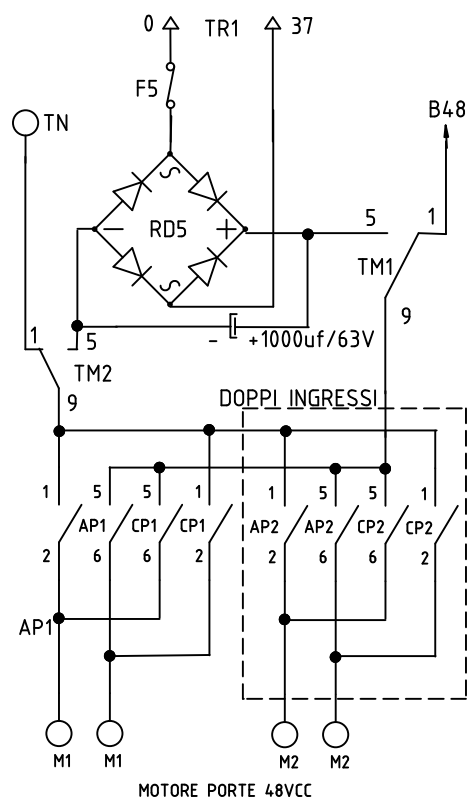 0 TR1 37
F5
TN
B48
RD5
− +
5 1
TM1
9
1 5
- +1000uf/63V
TM2
9
DOPPI INGRESSI
1 5 5 1 1 5 5 1
AP1 CP1 CP1 AP2 AP2 CP2 CP2
2 6 6 2 2 6 6 2
AP1
M1 M1 M2 M2
MOTORE PORTE 48VCC